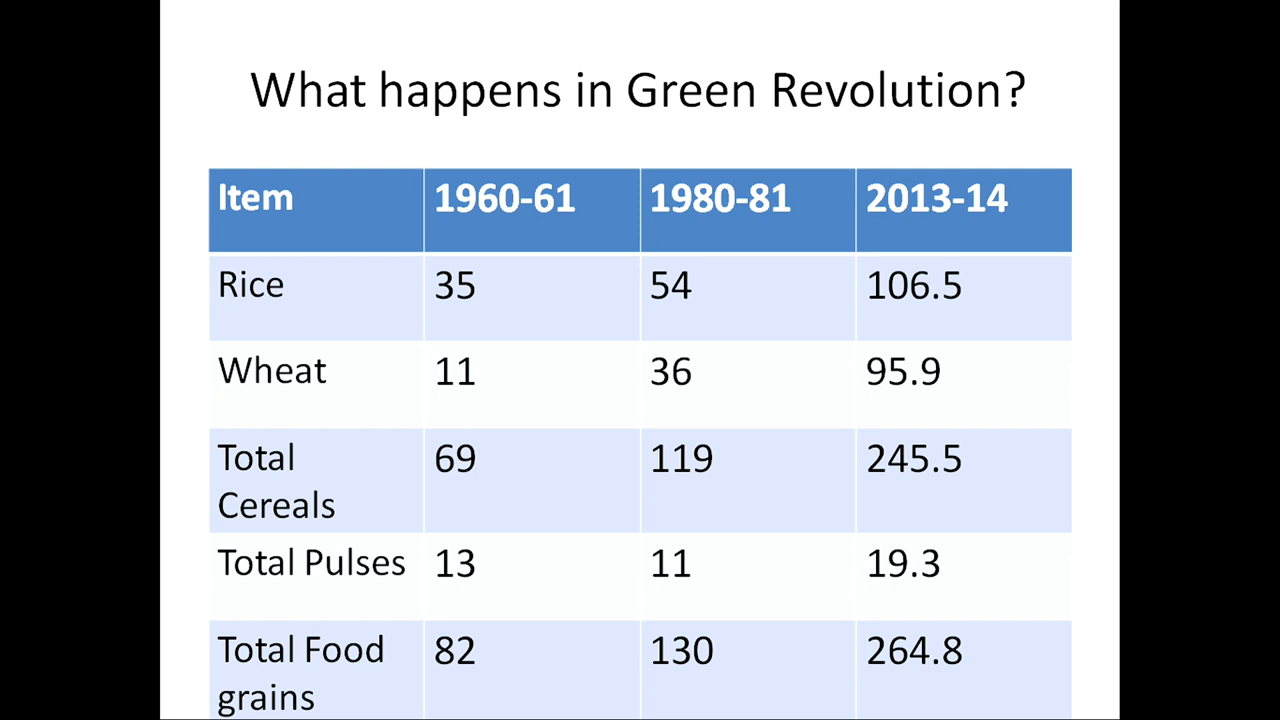 What happens in Green Revolution?
Item 1960-61 1980-81 2013-14
Rice 35 54 106.5
Wheat 11 36 95.9
Total 69 119 245.5
Cereals
Total Pulses 13 11 19.3
Total Food 82 130 264.8
grains